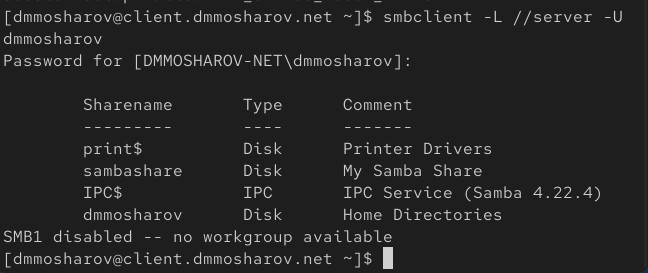 [dmmosharov@client.dmmosharov.net ~]$ smbclient -L //server -U
dmmosharov
Password for [DMMOSHAROV-NET\dmmosharov]:
Sharename Type Comment
--------- ---- -------
print$ Disk Printer Drivers
sambashare Disk My Samba Share
IPC$ IPC IPC Service (Samba 4.22.4)
dmmosharov Disk Home Directories
SMB1 disabled -- no workgroup available
[dmmosharov@client.dmmosharov.net ~]$